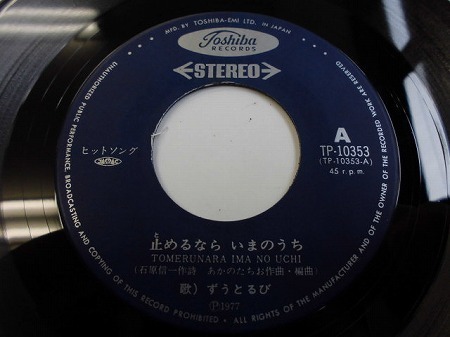 MFD. BY TOSHIBA-EMI LTD. IN JAPAN
Toshiba
RECORDS
STEREO
ヒットソング
A
TP-10353
(TP-10353-A)
45 r.p.m.
と
止めるなら いまのうち
TOMERUNARA IMA NO UCHI
(石原信一作詩 あかのたちお作曲・編曲)
歌) ずうとるび
Ⓟ1977
UNAUTHORIZED PUBLIC PERFORMANCE, BROADCASTING AND COPYING OF THIS RECORD PROHIBITED • ALL RIGHTS OF THE MANUFACTURER AND OF THE OWNER OF THE RECORDED WORK ARE RESERVED